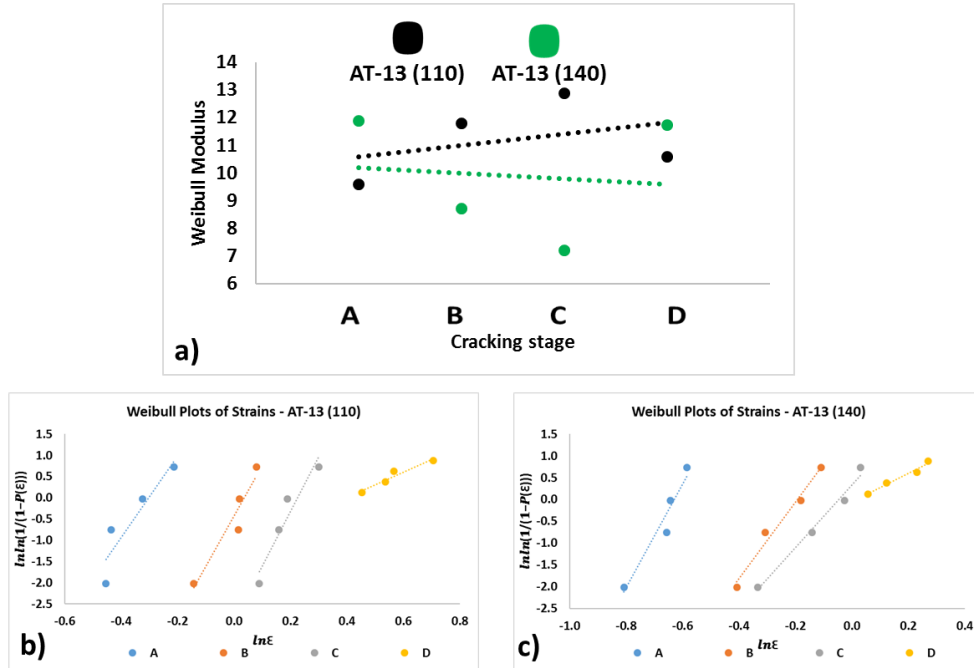 AT-13 (110) AT-13 (140)
14
13
12
11
10
9
8
7
6
Weibull Modulus
A B C D
Cracking stage
a)
Weibull Plots of Strains - AT-13 (110)
1.5
1.0
0.5
0.0
-0.5
-1.0
-1.5
-2.0
-2.5
lnln(1/(1−P(Ɛ)))
-0.6 -0.4 -0.2 0.0 0.2 0.4 0.6 0.8
lnƐ
b)
A B C D
Weibull Plots of Strains - AT-13 (140)
1.5
1.0
0.5
0.0
-0.5
-1.0
-1.5
-2.0
-2.5
lnln(1/(1−P(Ɛ)))
-1.0 -0.8 -0.6 -0.4 -0.2 0.0 0.2 0.4
lnƐ
c)
A B C D